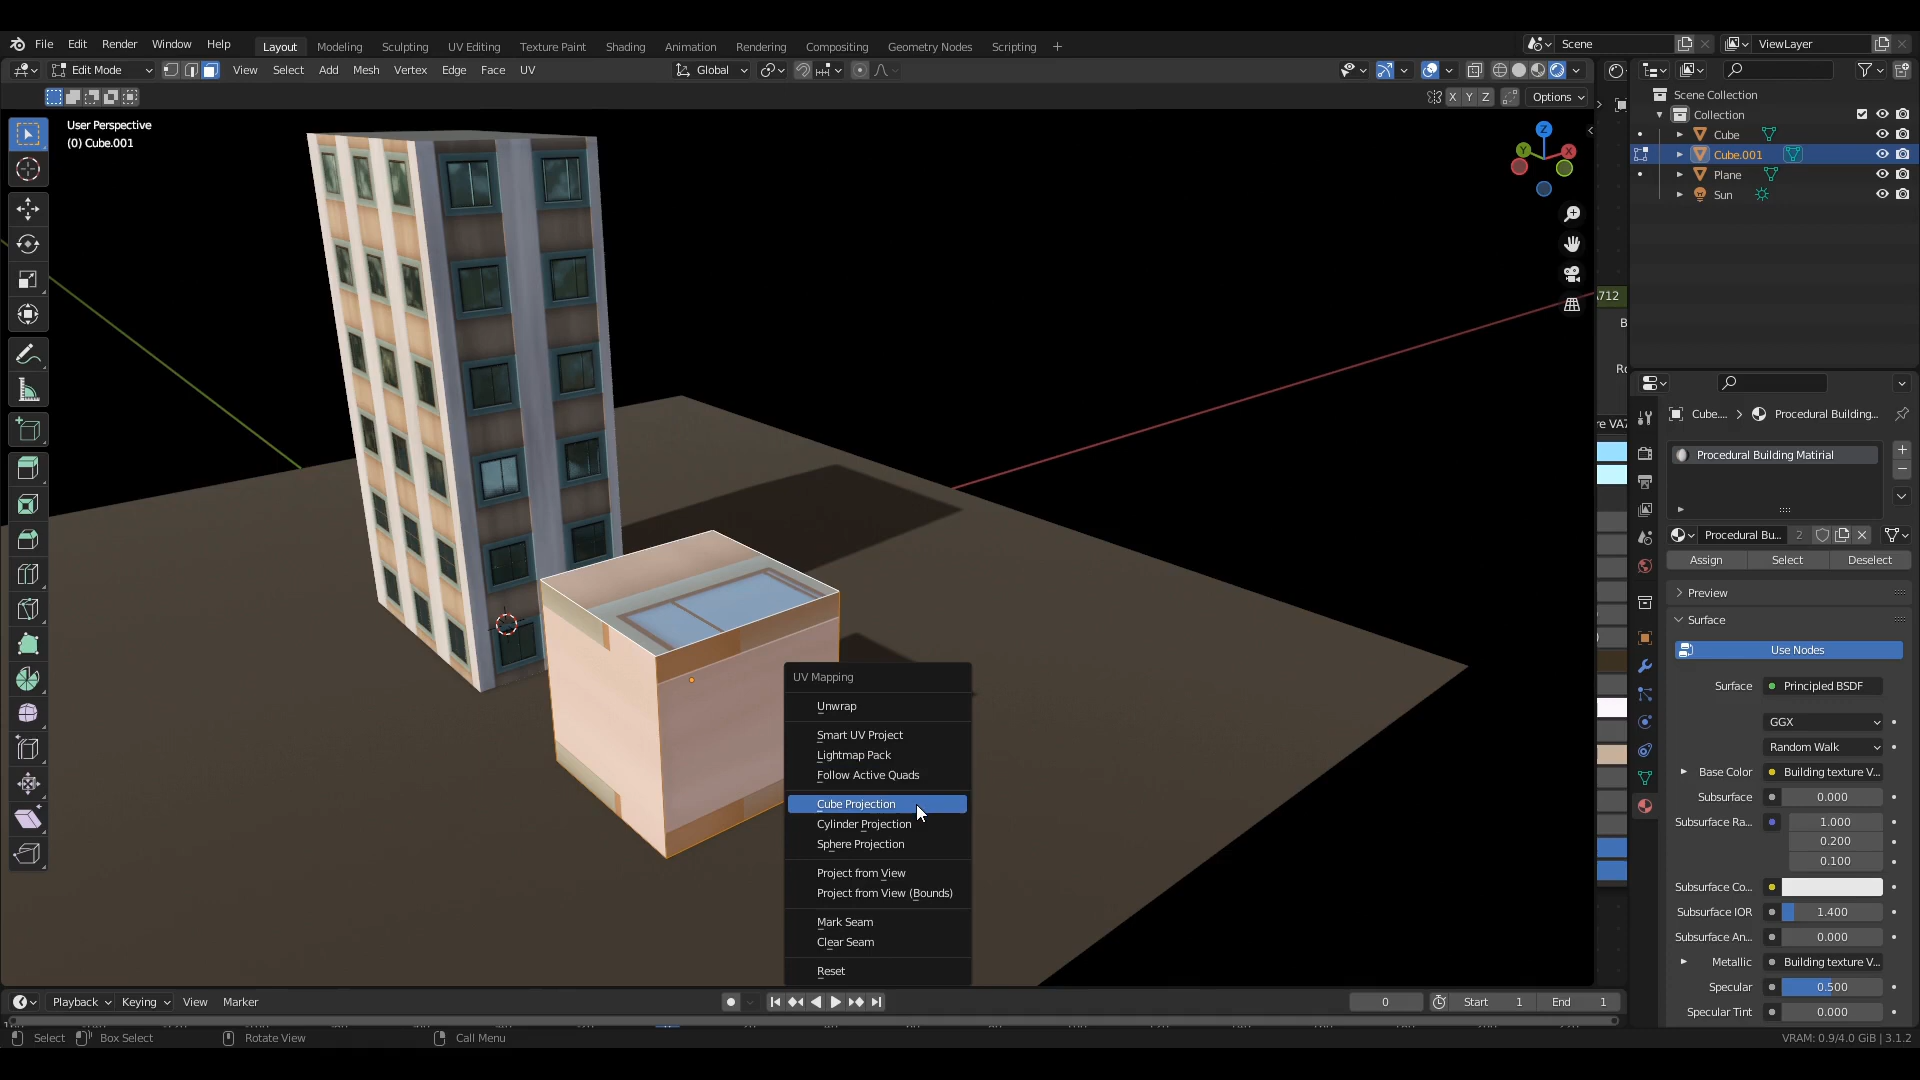 File Edit Render Window Help Layout Modeling Sculpting UV Editing Texture Paint Shading Animation Rendering Compositing Geometry Nodes Scripting + Scene ViewLayer
Edit Mode View Select Add Mesh Vertex Edge Face UV Global
X Y Z Options
User Perspective
(0) Cube.001
Z
Y
X
Scene Collection
Collection
Cube
Cube.001
Plane
Sun
Cube.... > Procedural Building...
Procedural Building Matirial
Procedural Bu... 2
Assign Select Deselect
Preview
Surface
Use Nodes
Surface Principled BSDF
GGX
Random Walk
Base Color Building texture V...
Subsurface 0.000
Subsurface Ra... 1.000
0.200
0.100
Subsurface Co...
Subsurface IOR 1.400
Subsurface An... 0.000
Metallic Building texture V...
Specular 0.500
Specular Tint 0.000
UV Mapping
Unwrap
Smart UV Project
Lightmap Pack
Follow Active Quads
Cube Projection
Cylinder Projection
Sphere Projection
Project from View
Project from View (Bounds)
Mark Seam
Clear Seam
Reset
Playback Keying View Marker 0 Start 1 End 1
Select Box Select Rotate View Call Menu VRAM: 0.9/4.0 GiB | 3.1.2